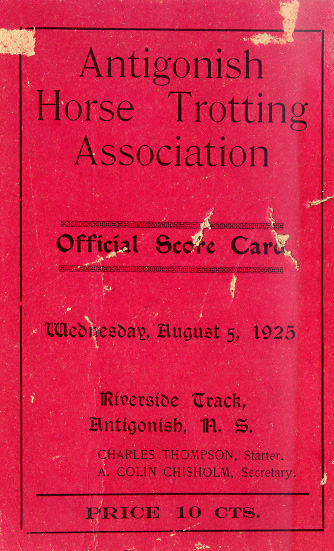 Antigonish
Horse Trotting
Association
Official Score Card
Wednesday, August 5, 1925
Riverside Track,
Antigonish, N. S.
CHARLES THOMPSON, Starter.
A. COLIN CHISHOLM, Secretary.
PRICE 10 CTS.